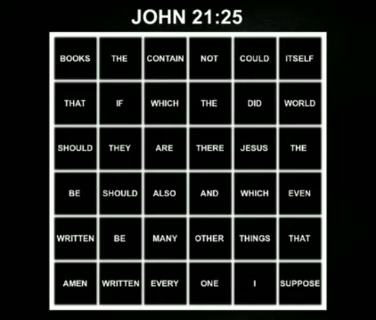 JOHN 21:25
BOOKS THE CONTAIN NOT COULD ITSELF
THAT IF WHICH THE DID WORLD
SHOULD THEY ARE THERE JESUS THE
BE SHOULD ALSO AND WHICH EVEN
WRITTEN BE MANY OTHER THINGS THAT
AMEN WRITTEN EVERY ONE I SUPPOSE